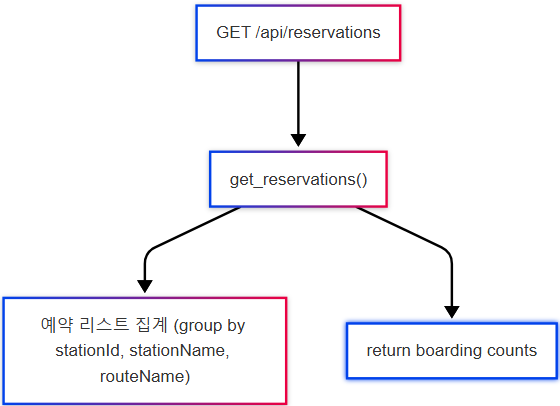 GET /api/reservations
get_reservations()
예약 리스트 집계 (group by
stationId, stationName,
routeName)
return boarding counts